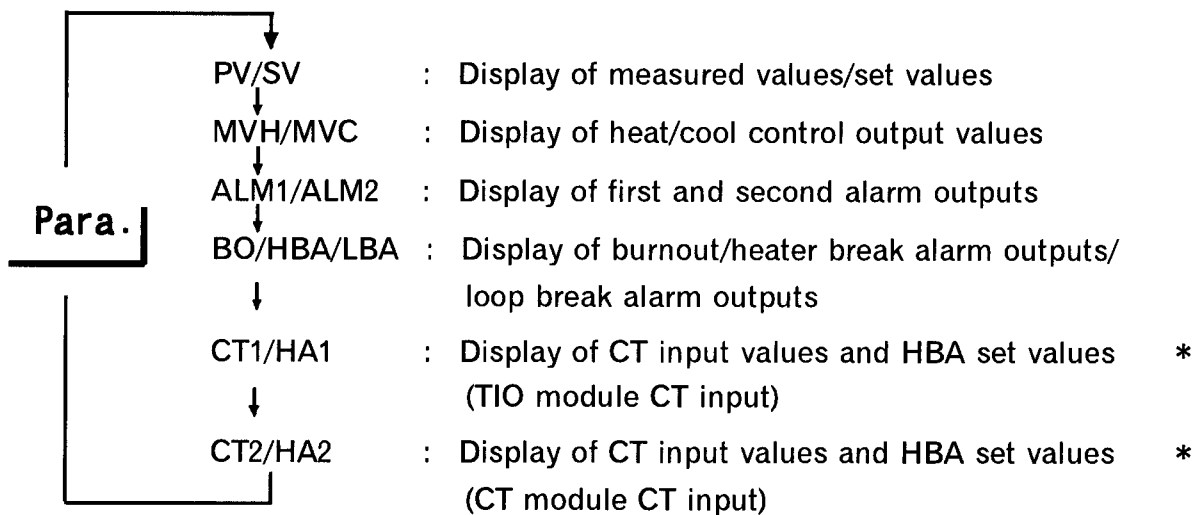 PV/SV : Display of measured values/set values
MVH/MVC : Display of heat/cool control output values
ALM1/ALM2 : Display of first and second alarm outputs
Para.
BO/HBA/LBA : Display of burnout/heater break alarm outputs/
loop break alarm outputs
CT1/HA1 : Display of CT input values and HBA set values *
(TIO module CT input)
CT2/HA2 : Display of CT input values and HBA set values *
(CT module CT input)